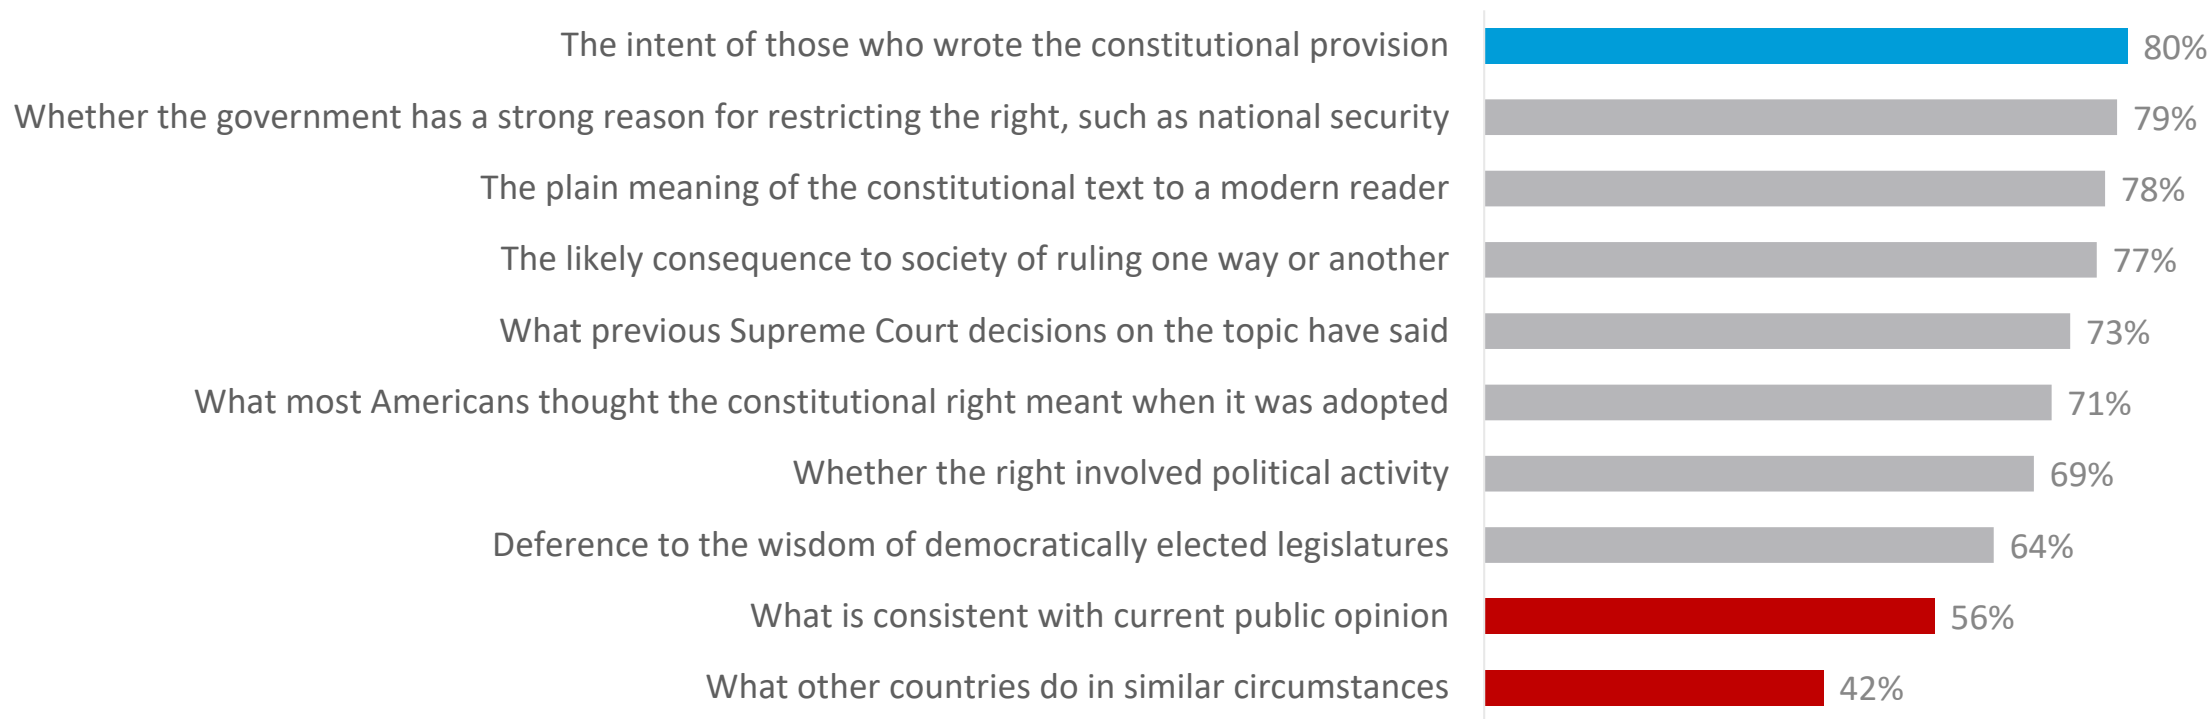 The intent of those who wrote the constitutional provision 80%
Whether the government has a strong reason for restricting the right, such as national security 79%
The plain meaning of the constitutional text to a modern reader 78%
The likely consequence to society of ruling one way or another 77%
What previous Supreme Court decisions on the topic have said 73%
What most Americans thought the constitutional right meant when it was adopted 71%
Whether the right involved political activity 69%
Deference to the wisdom of democratically elected legislatures 64%
What is consistent with current public opinion 56%
What other countries do in similar circumstances 42%